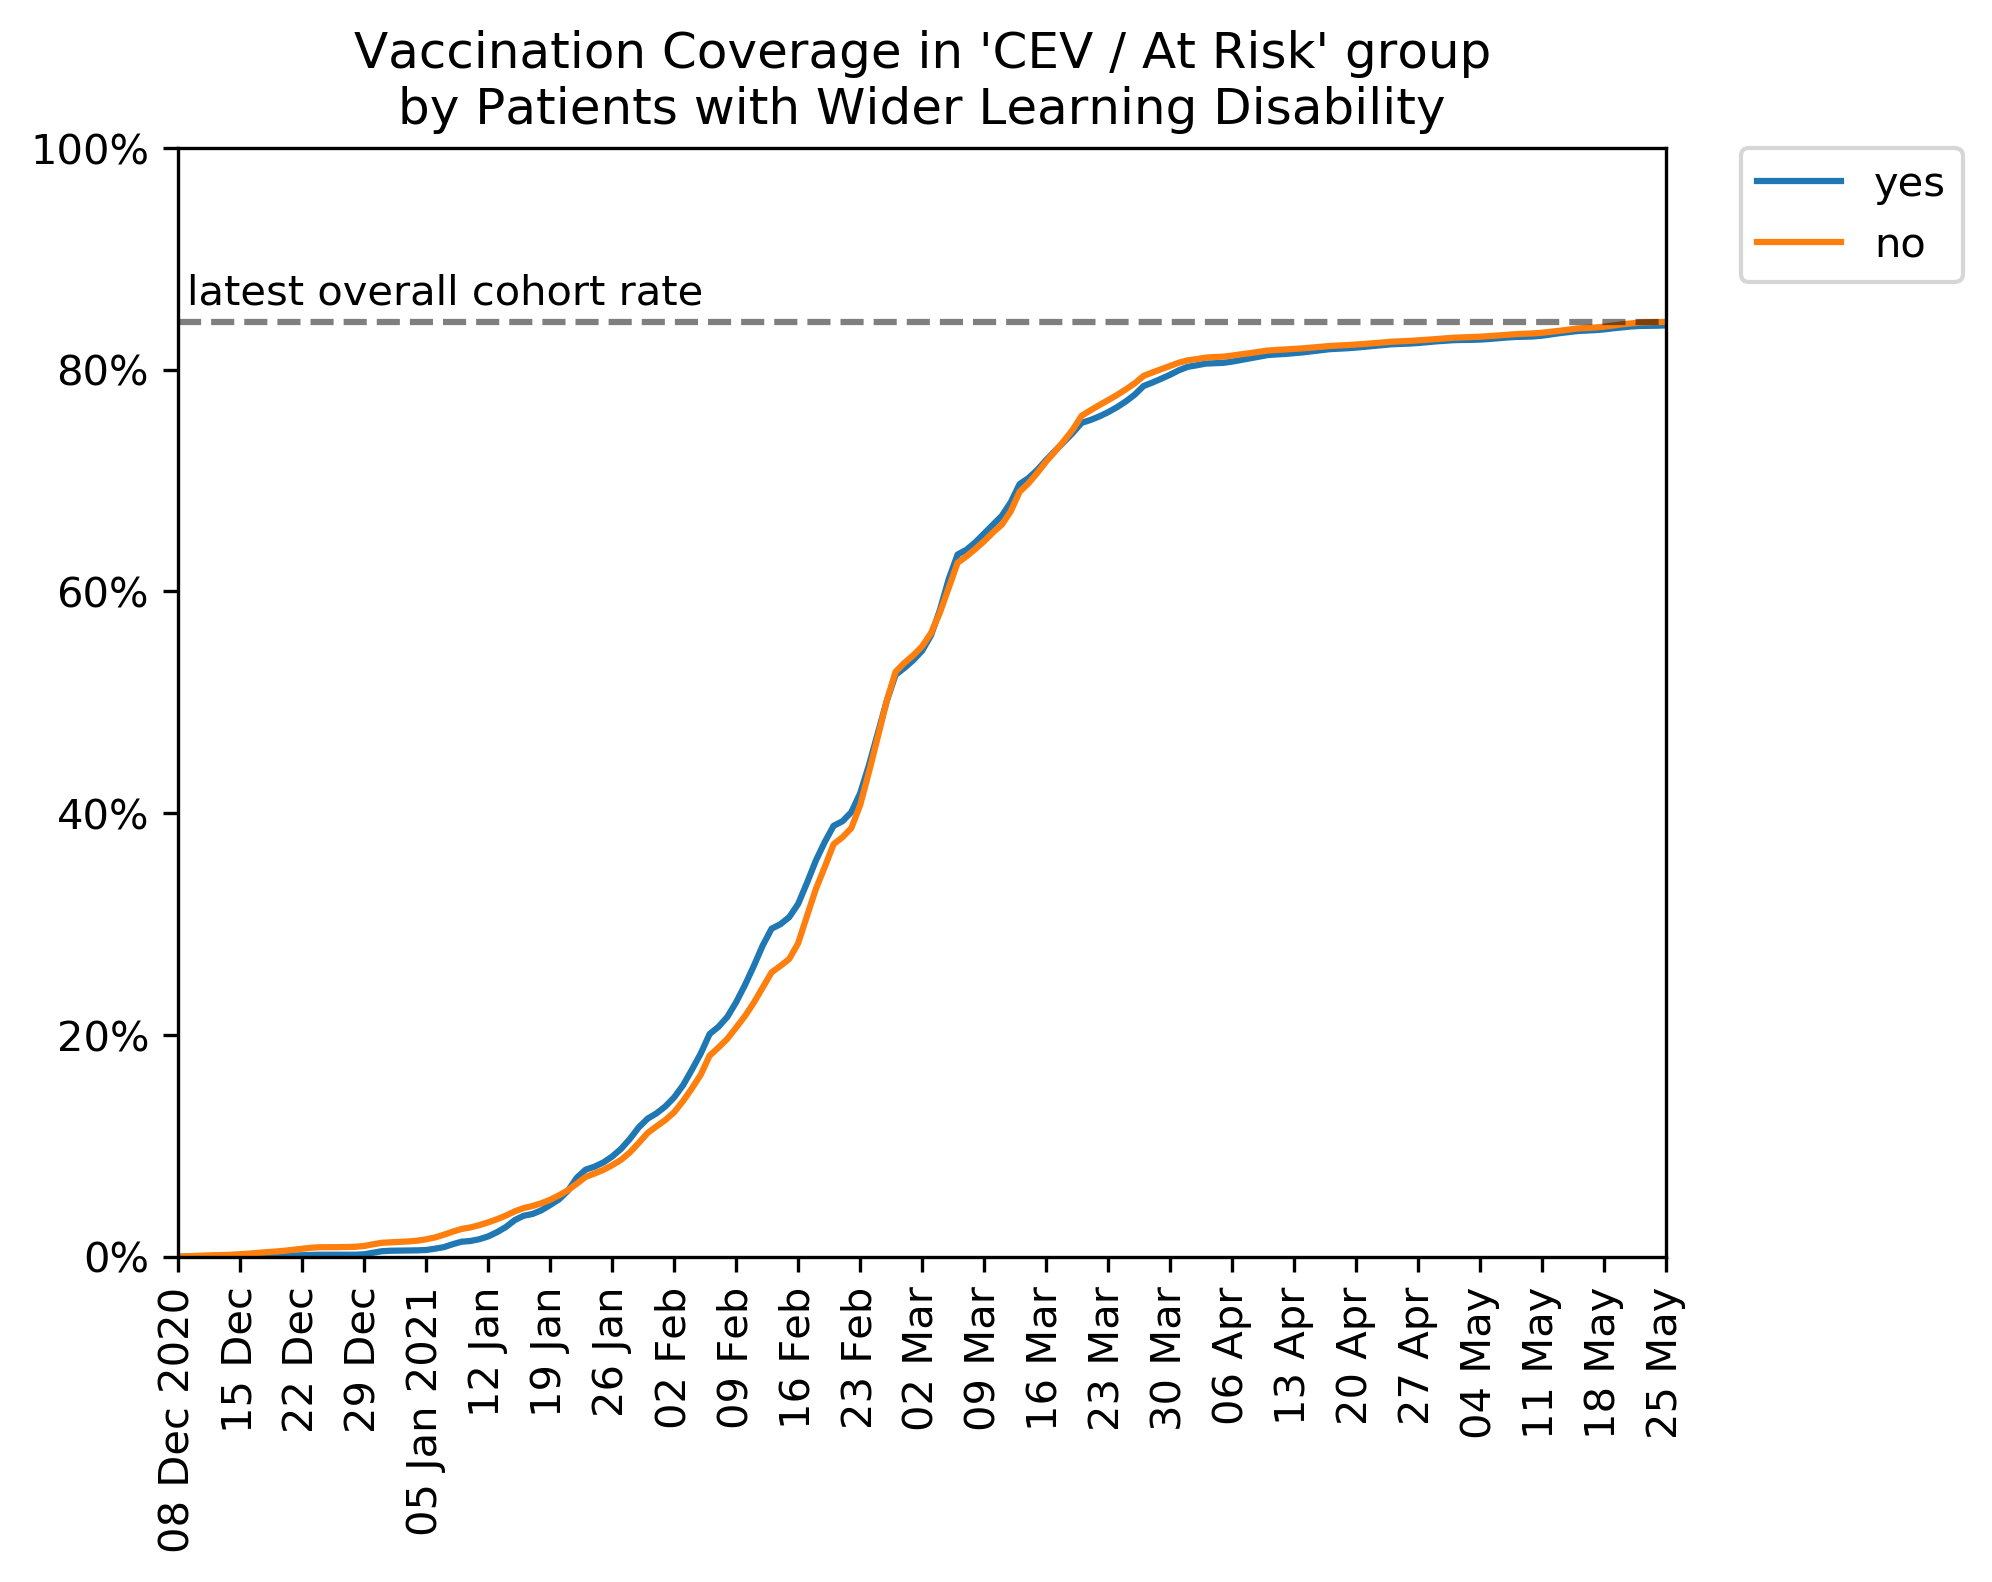 Vaccination Coverage in 'CEV / At Risk' group
by Patients with Wider Learning Disability
100%
80%
60%
40%
20%
0%
latest overall cohort rate
yes
no
08 Dec 2020
15 Dec
22 Dec
29 Dec
05 Jan 2021
12 Jan
19 Jan
26 Jan
02 Feb
09 Feb
16 Feb
23 Feb
02 Mar
09 Mar
16 Mar
23 Mar
30 Mar
06 Apr
13 Apr
20 Apr
27 Apr
04 May
11 May
18 May
25 May